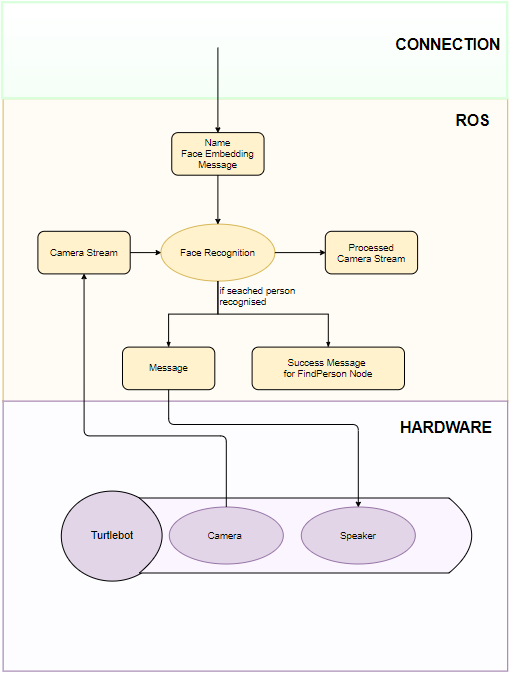 CONNECTION
ROS
Name
Face Embedding
Message
Camera Stream
Face Recognition
Processed
Camera Stream
if seached person
recognised
Message
Success Message
for FindPerson Node
HARDWARE
Turtlebot
Camera
Speaker